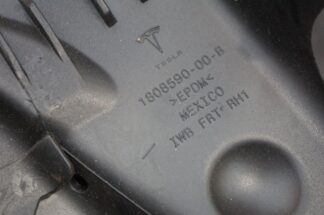 TESLA
1808590-00-B
>EPDM<
MEXICO
IWB FRT RH1